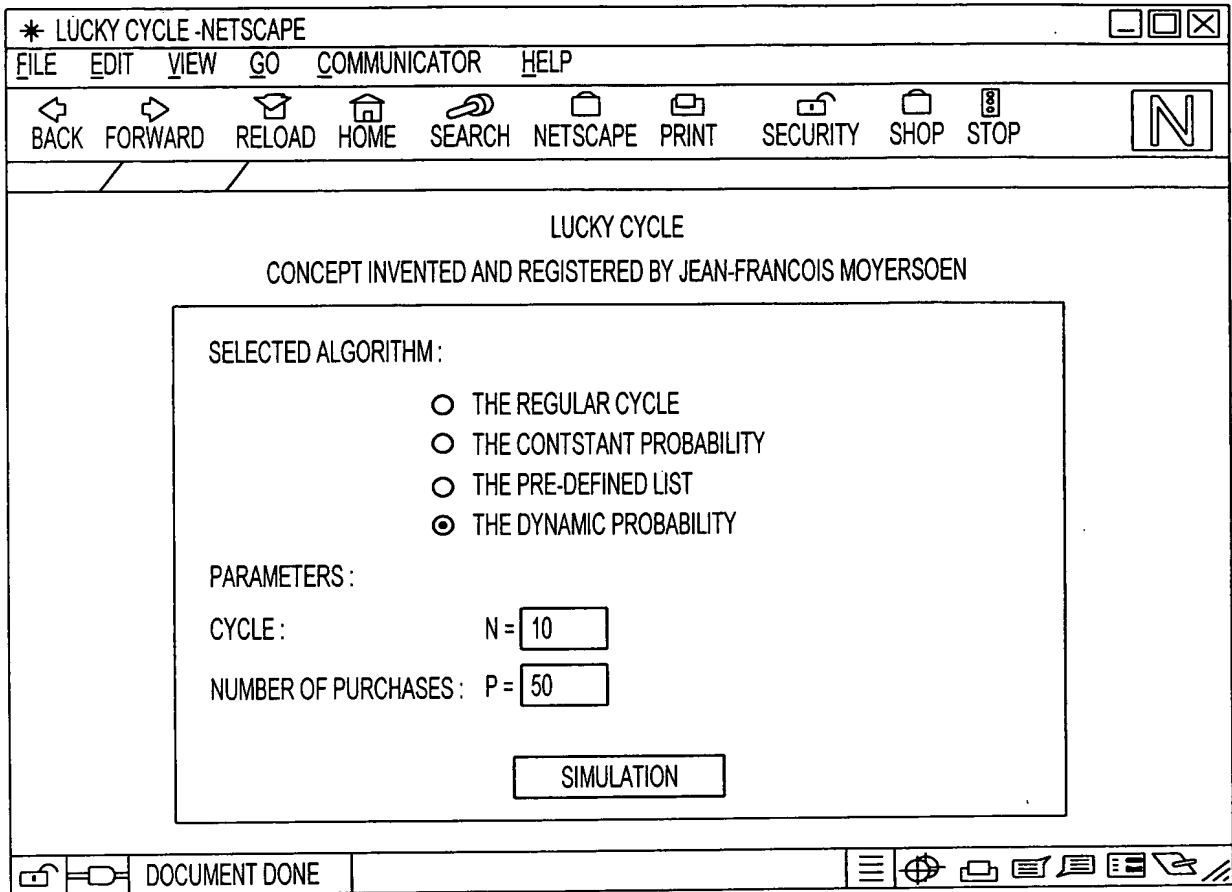 LUCKY CYCLE -NETSCAPE
FILE EDIT VIEW GO COMMUNICATOR HELP
BACK FORWARD RELOAD HOME SEARCH NETSCAPE PRINT SECURITY SHOP STOP N
LUCKY CYCLE
CONCEPT INVENTED AND REGISTERED BY JEAN-FRANCOIS MOYERSOEN
SELECTED ALGORITHM :
THE REGULAR CYCLE
THE CONTSTANT PROBABILITY
THE PRE-DEFINED LIST
THE DYNAMIC PROBABILITY
PARAMETERS :
CYCLE : N = 10
NUMBER OF PURCHASES : P = 50
SIMULATION
DOCUMENT DONE